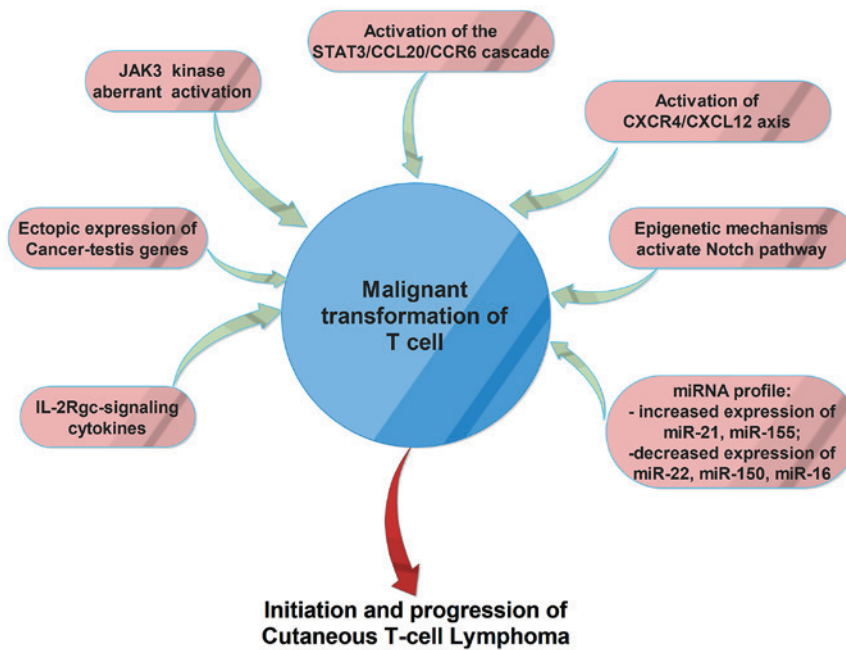 Activation of the
STAT3/CCL20/CCR6 cascade
JAK3 kinase
aberrant activation
Activation of
CXCR4/CXCL12 axis
Ectopic expression of
Cancer-testis genes
Epigenetic mechanisms
activate Notch pathway
Malignant
transformation of
T cell
IL-2Rgc-signaling
cytokines
miRNA profile:
- increased expression of
miR-21, miR-155;
-decreased expression of
miR-22, miR-150, miR-16
Initiation and progression of
Cutaneous T-cell Lymphoma